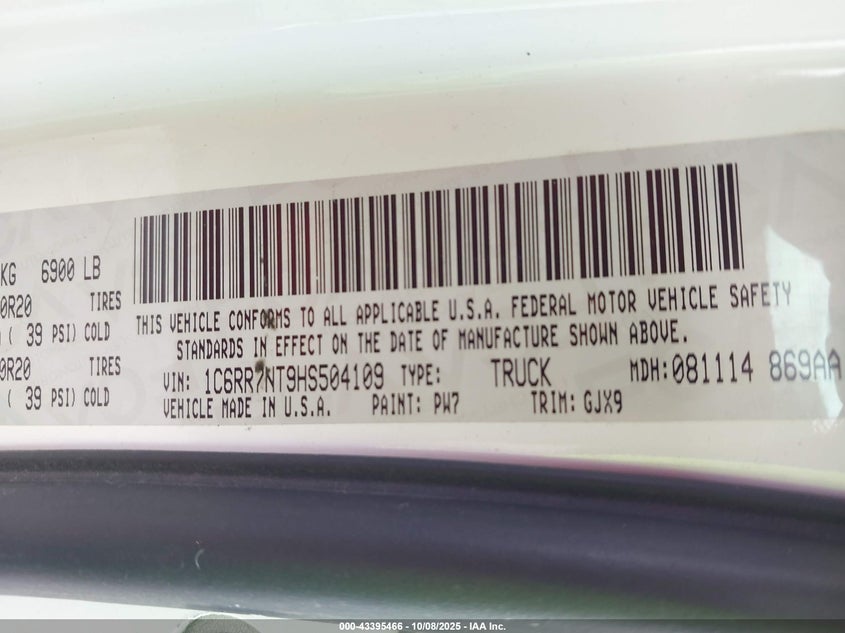 KG 6900 LB
0R20 TIRES
( 39 PSI) COLD
0R20 TIRES
( 39 PSI) COLD
THIS VEHICLE CONFORMS TO ALL APPLICABLE U.S.A. FEDERAL MOTOR VEHICLE SAFETY
STANDARDS IN EFFECT ON THE DATE OF MANUFACTURE SHOWN ABOVE.
VIN: 1C6RR7NT9HS504109 TYPE: TRUCK MDH:081114 869AA
VEHICLE MADE IN U.S.A. PAINT: PW7 TRIM: GJX9
000-43395466 - 10/08/2025 - IAA Inc.